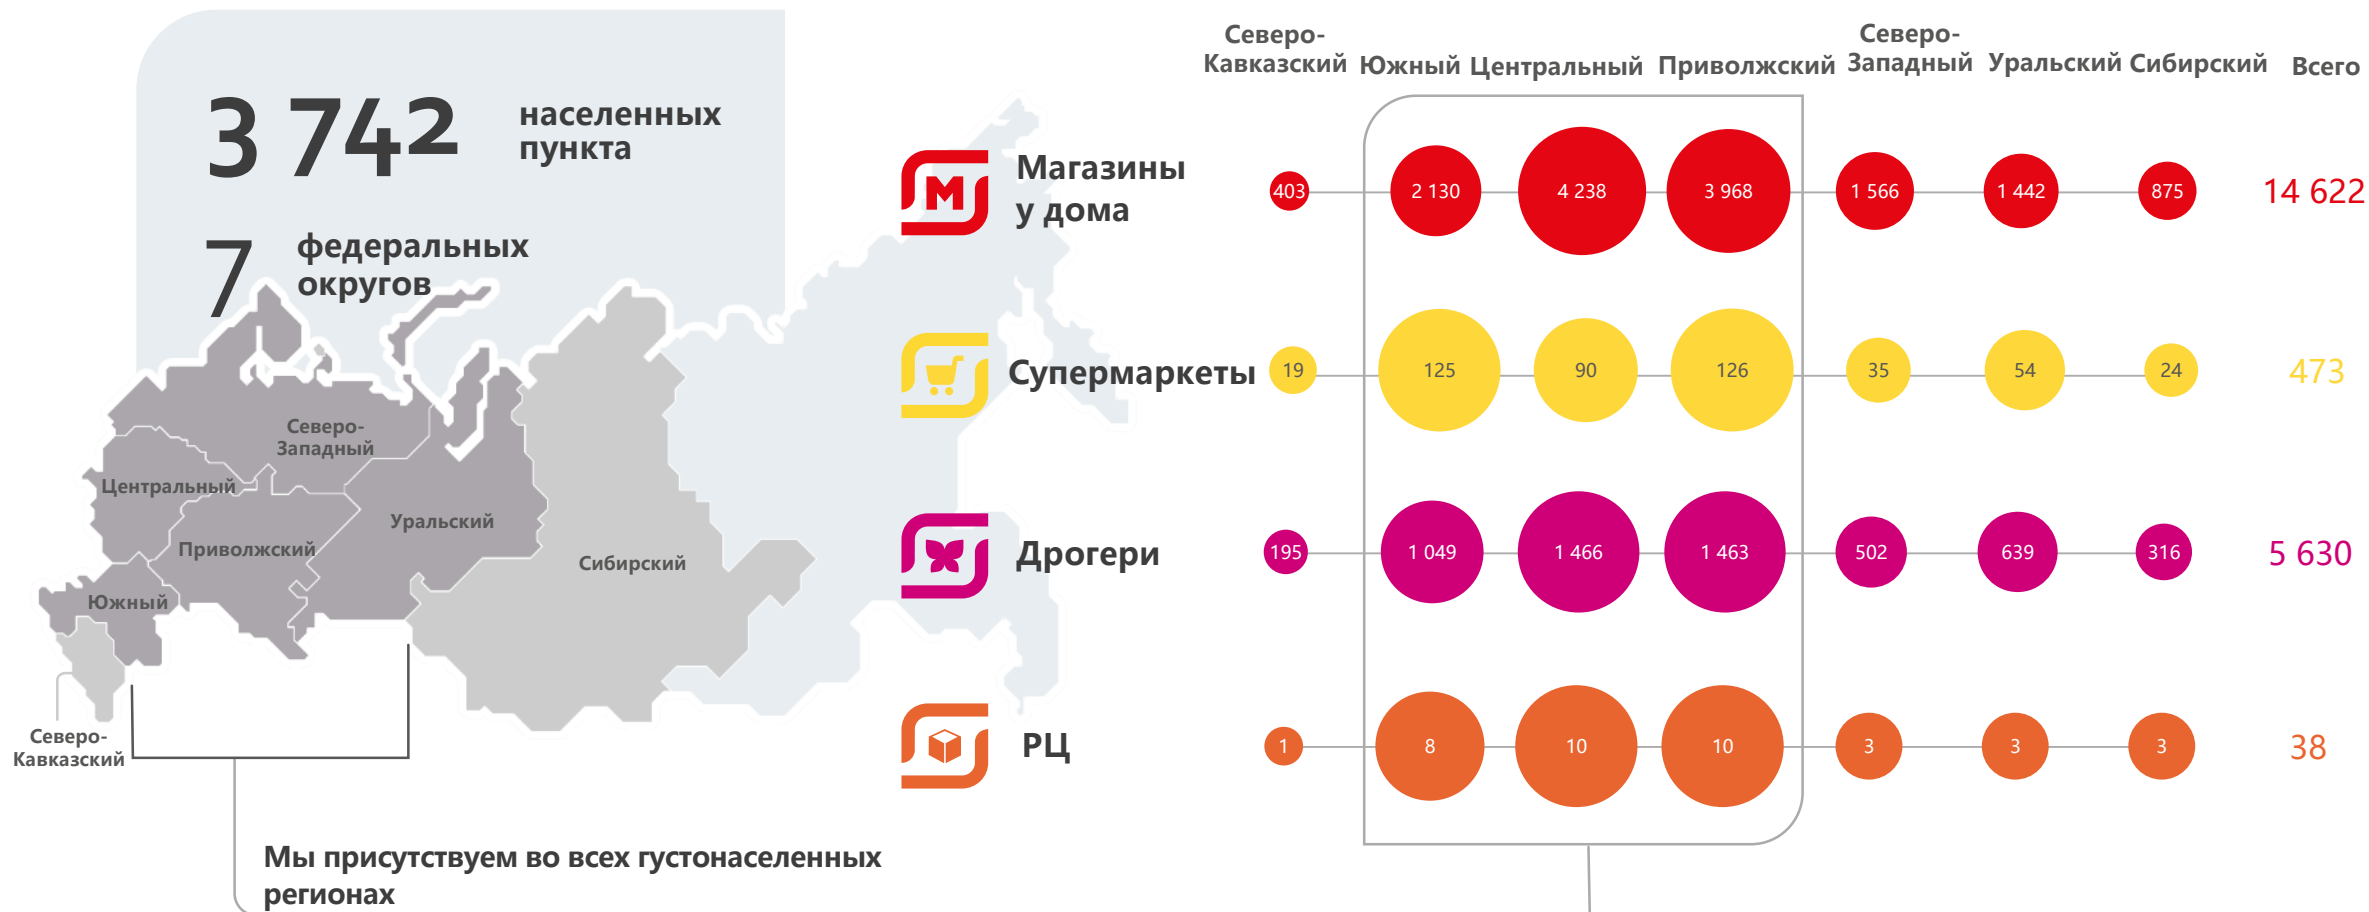 3 742
населенных
пункта
7
федеральных
округов
Северо-
Западный
Центральный
Уральский
Приволжский
Сибирский
Южный
Северо-
Кавказский
Мы присутствуем во всех густонаселенных
регионах
Северо-
Кавказский
Южный
Центральный
Приволжский
Северо-
Западный
Уральский
Сибирский
Всего
М
Магазины
у дома
403
2 130
4 238
3 968
1 566
1 442
875
14 622
Супермаркеты
19
125
90
126
35
54
24
473
Дрогери
195
1 049
1 466
1 463
502
639
316
5 630
РЦ
1
8
10
10
3
3
3
38